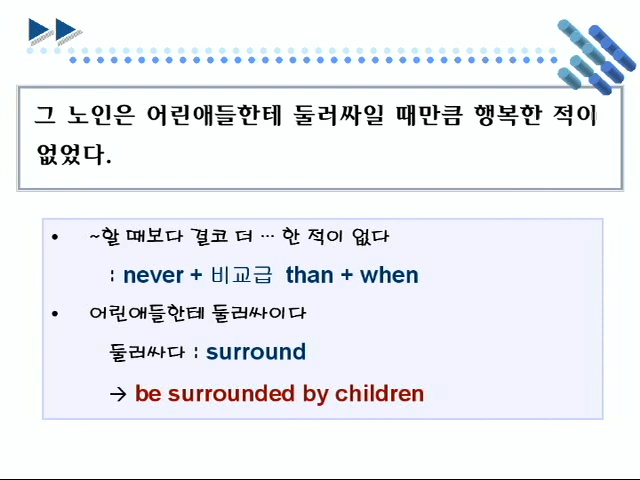 그 노인은 어린애들한테 둘러싸일 때만큼 행복한 적이
없었다.
• ~할 때보다 결코 더 … 한 적이 없다
: never + 비교급 than + when
• 어린애들한테 둘러싸이다
둘러싸다 : surround
→ be surrounded by children